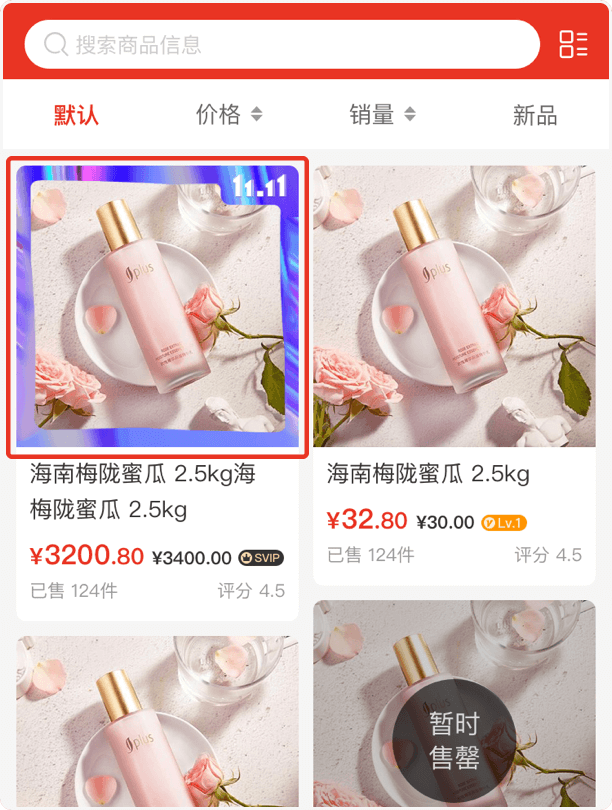 搜索商品信息
默认
价格
销量
新品
11.11
plus
plus
海南梅陇蜜瓜 2.5kg海
梅陇蜜瓜 2.5kg
¥3200.80 ¥3400.00 SVIP
已售 124件
评分 4.5
海南梅陇蜜瓜 2.5kg
¥32.80 ¥30.00 Lv.1
已售 124件
评分 4.5
plus
暂时
售罄